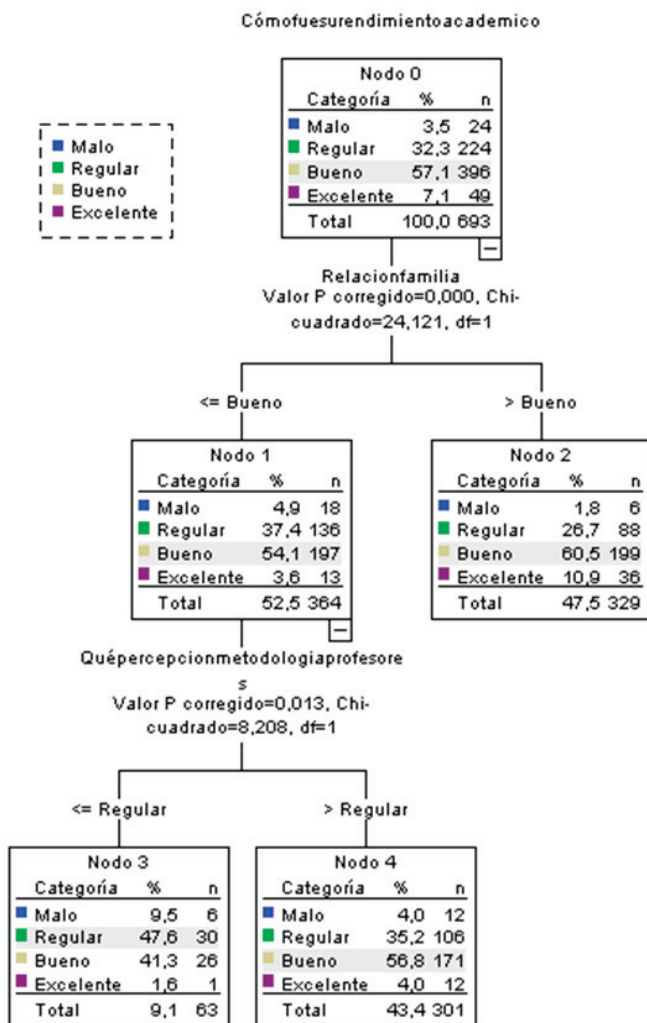 Cómofuesurendimientoacademico
Malo
Regular
Bueno
Excelente
Nodo 0
Categoría % n
Malo 3,5 24
Regular 32,3 224
Bueno 57,1 396
Excelente 7,1 49
Total 100,0 693
Relacionfamilia
Valor P corregido=0,000, Chi-
cuadrado=24,121, df=1
<= Bueno
> Bueno
Nodo 1
Categoría % n
Malo 4,9 18
Regular 37,4 136
Bueno 54,1 197
Excelente 3,6 13
Total 52,5 364
Nodo 2
Categoría % n
Malo 1,8 6
Regular 26,7 88
Bueno 60,5 199
Excelente 10,9 36
Total 47,5 329
Quépercepcionmetodologiaprofesore
s
Valor P corregido=0,013, Chi-
cuadrado=8,208, df=1
<= Regular
> Regular
Nodo 3
Categoría % n
Malo 9,5 6
Regular 47,6 30
Bueno 41,3 26
Excelente 1,6 1
Total 9,1 63
Nodo 4
Categoría % n
Malo 4,0 12
Regular 35,2 106
Bueno 56,8 171
Excelente 4,0 12
Total 43,4 301